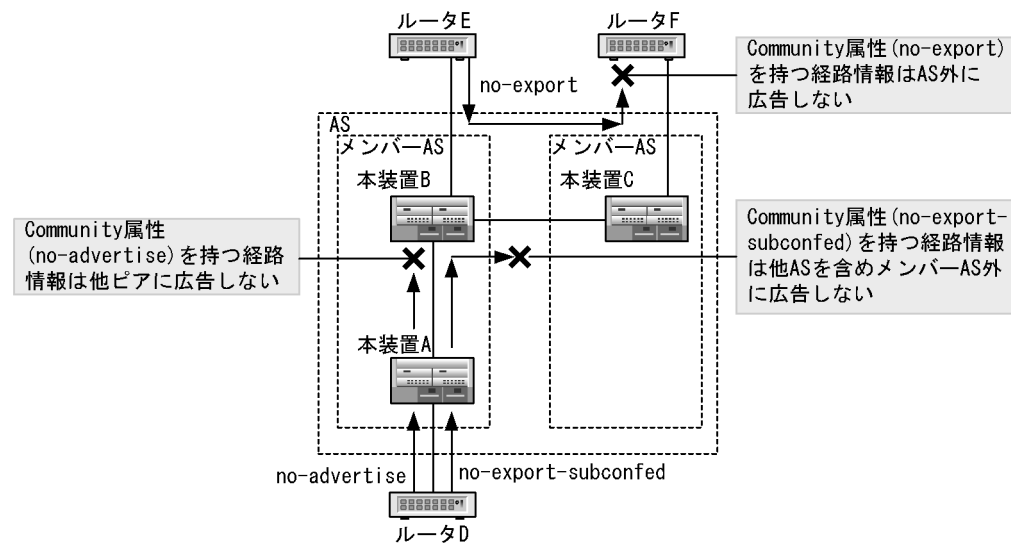 ルータE
ルータF
no-export
Community属性(no-export)
を持つ経路情報はAS外に
広告しない
AS
メンバーAS
メンバーAS
本装置B
本装置C
Community属性
(no-advertise)を持つ経路
情報は他ピアに広告しない
Community属性(no-export-
subconfed)を持つ経路情報
は他ASを含めメンバーAS外
に広告しない
本装置A
no-advertise
no-export-subconfed
ルータD